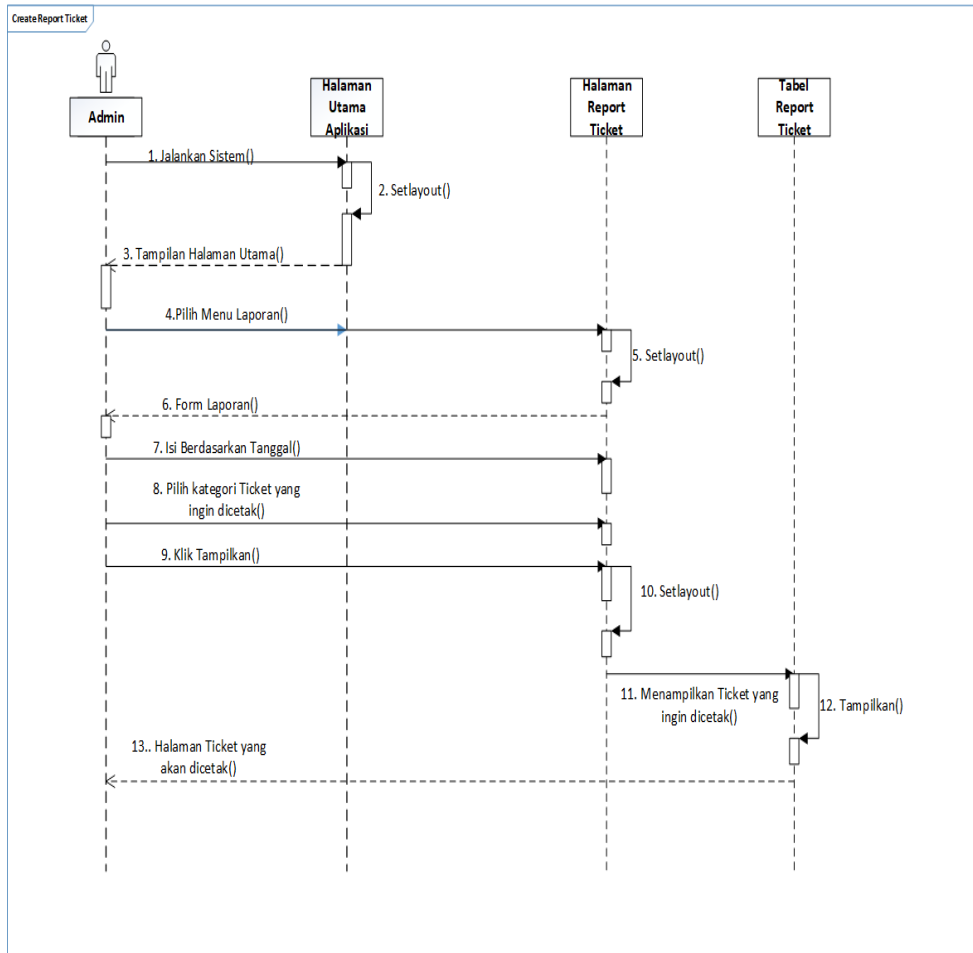 Create Report Ticket
Admin
Halaman
Utama
Aplikasi
Halaman
Report
Ticket
Tabel
Report
Ticket
1. Jalankan Sistem()
2. Setlayout()
3. Tampilan Halaman Utama()
4.Pilih Menu Laporan()
5. Setlayout()
6. Form Laporan()
7. Isi Berdasarkan Tanggal()
8. Pilih kategori Ticket yang
ingin dicetak()
9. Klik Tampilkan()
10. Setlayout()
11. Menampilkan Ticket yang
ingin dicetak()
12. Tampilkan()
13.. Halaman Ticket yang
akan dicetak()